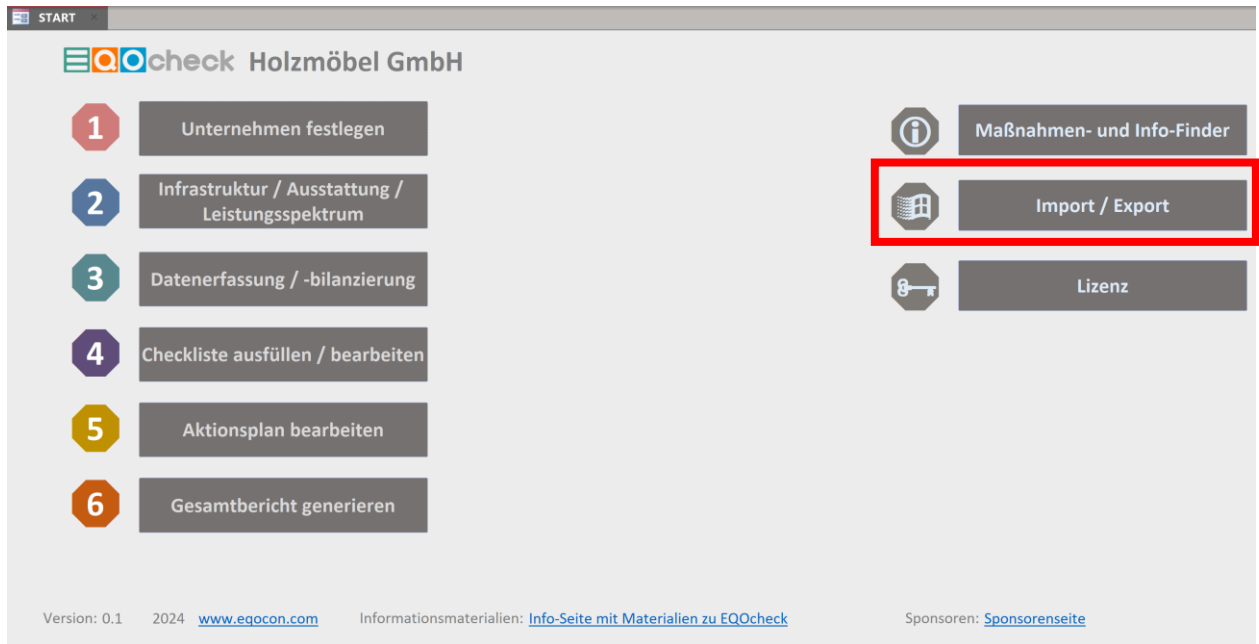 START
EQOcheck Holzmöbel GmbH
1 Unternehmen festlegen
2 Infrastruktur / Ausstattung /
Leistungsspektrum
3 Datenerfassung / -bilanzierung
4 Checkliste ausfüllen / bearbeiten
5 Aktionsplan bearbeiten
6 Gesamtbericht generieren
Maßnahmen- und Info-Finder
Import / Export
Lizenz
Version: 0.1 2024 www.eqocon.com Informationsmaterialien: Info-Seite mit Materialien zu EQOcheck Sponsoren: Sponsorenseite